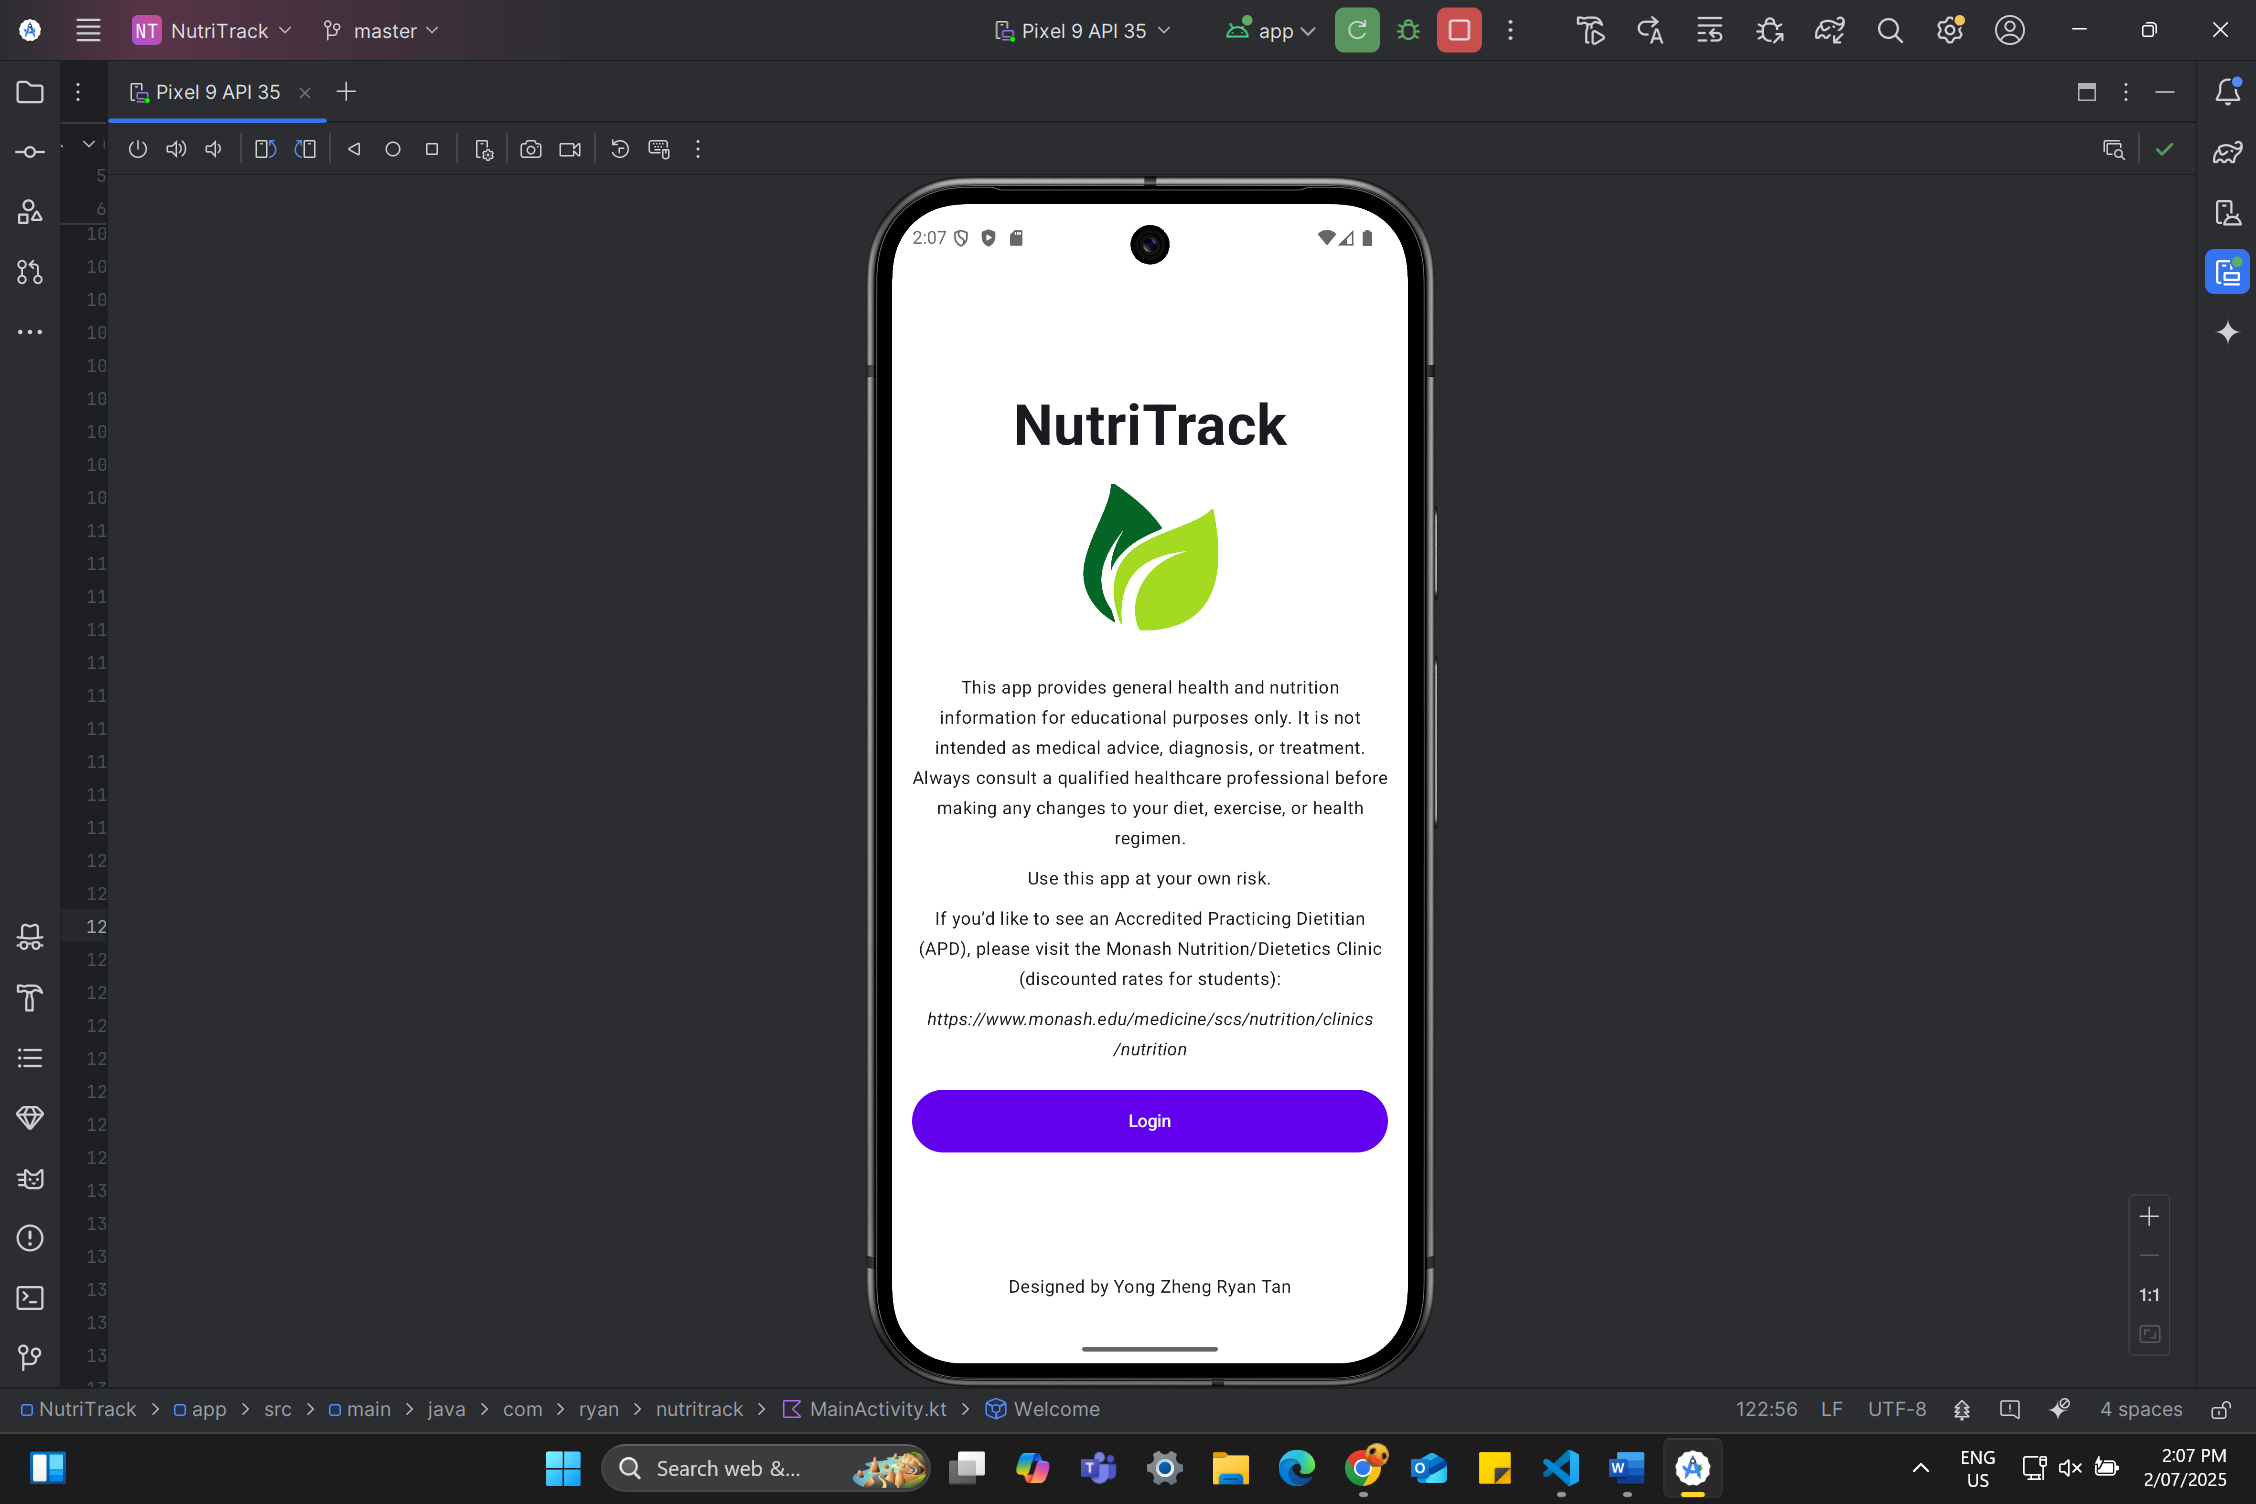 NT NutriTrack master Pixel 9 API 35 app
Pixel 9 API 35
5
6
10
10
10
10
10
10
10
10
10
11
11
11
11
11
11
11
11
11
11
12
12
12
12
12
12
12
12
12
12
13
13
13
13
13
13
2:07
NutriTrack
This app provides general health and nutrition
information for educational purposes only. It is not
intended as medical advice, diagnosis, or treatment.
Always consult a qualified healthcare professional before
making any changes to your diet, exercise, or health
regimen.
Use this app at your own risk.
If you’d like to see an Accredited Practicing Dietitian
(APD), please visit the Monash Nutrition/Dietetics Clinic
(discounted rates for students):
https://www.monash.edu/medicine/scs/nutrition/clinics
/nutrition
Login
Designed by Yong Zheng Ryan Tan
1:1
NutriTrack > app > src > main > java > com > ryan > nutritrack > MainActivity.kt > Welcome
122:56 LF UTF-8 4 spaces
Search web &...
ENG
US
2:07 PM
2/07/2025